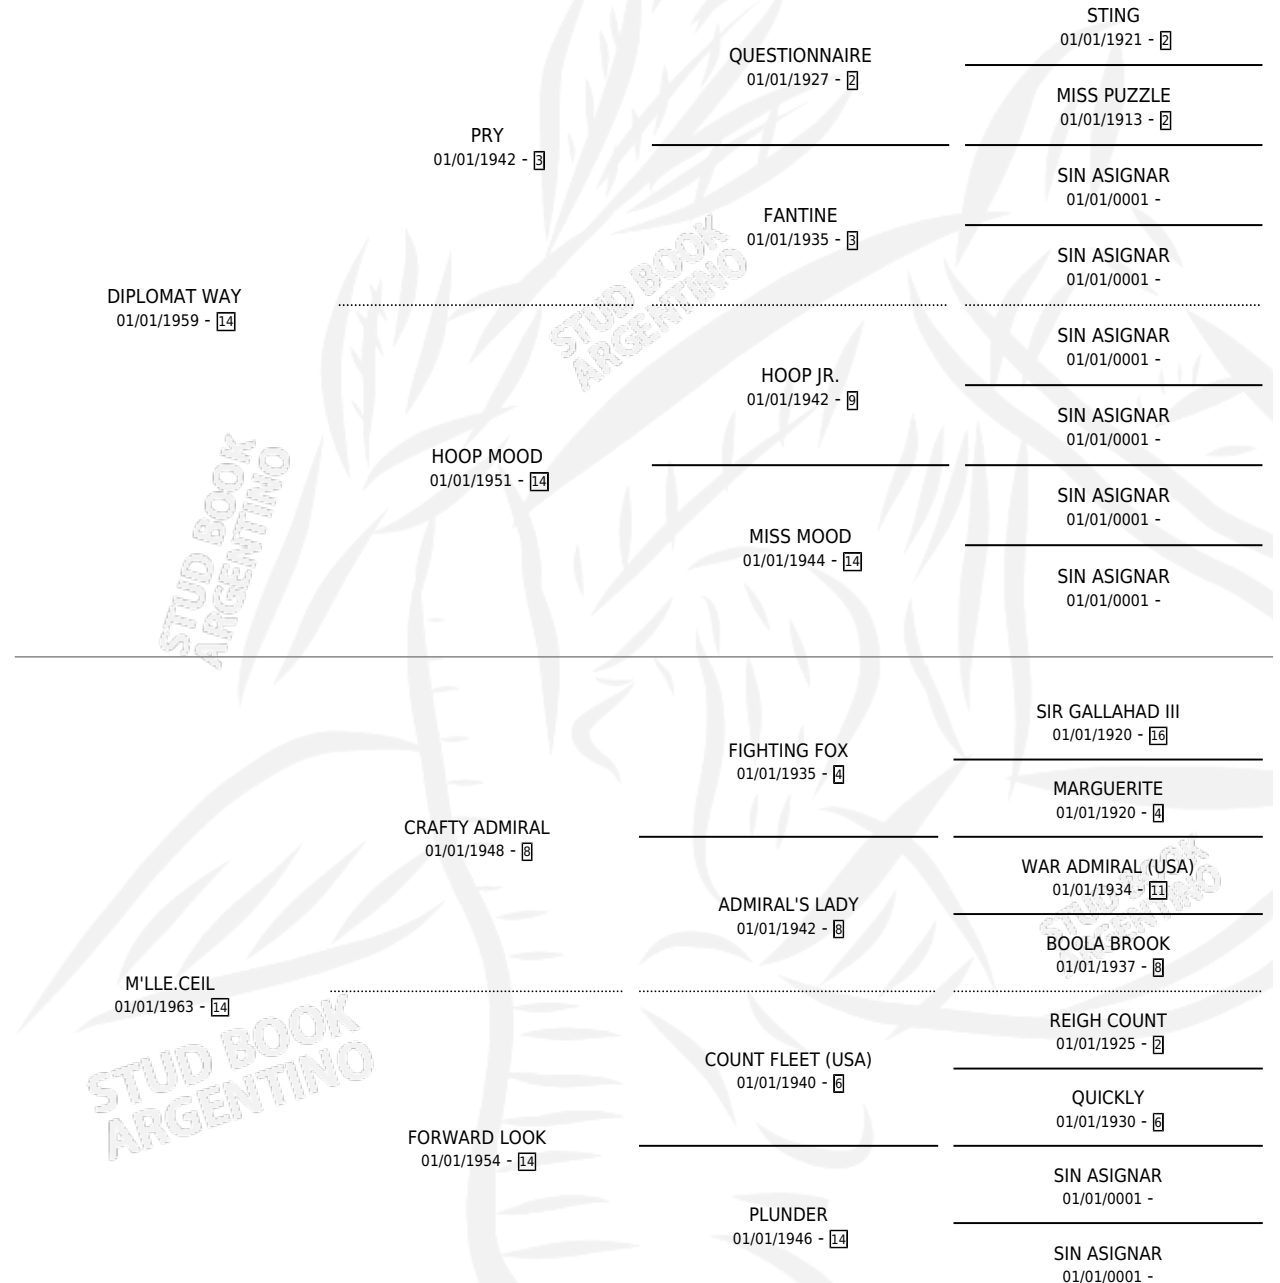 STING
01/01/1921 - 2
QUESTIONNAIRE
01/01/1927 - 2
MISS PUZZLE
01/01/1913 - 2
PRY
01/01/1942 - 3
SIN ASIGNAR
01/01/0001 -
FANTINE
01/01/1935 - 3
SIN ASIGNAR
01/01/0001 -
DIPLOMAT WAY
01/01/1959 - 14
SIN ASIGNAR
01/01/0001 -
HOOP JR.
01/01/1942 - 9
SIN ASIGNAR
01/01/0001 -
HOOP MOOD
01/01/1951 - 14
SIN ASIGNAR
01/01/0001 -
MISS MOOD
01/01/1944 - 14
SIN ASIGNAR
01/01/0001 -
STUD BOOK
ARGENTINO
STUD BOOK
ARGENTINO
SIR GALLAHAD III
01/01/1920 - 16
FIGHTING FOX
01/01/1935 - 4
MARGUERITE
01/01/1920 - 4
CRAFTY ADMIRAL
01/01/1948 - 8
WAR ADMIRAL (USA)
01/01/1934 - 11
ADMIRAL'S LADY
01/01/1942 - 8
BOOLA BROOK
01/01/1937 - 8
M'LLE.CEIL
01/01/1963 - 14
REIGH COUNT
01/01/1925 - 2
COUNT FLEET (USA)
01/01/1940 - 6
QUICKLY
01/01/1930 - 6
FORWARD LOOK
01/01/1954 - 14
SIN ASIGNAR
01/01/0001 -
PLUNDER
01/01/1946 - 14
SIN ASIGNAR
01/01/0001 -
STUD BOOK
ARGENTINO
STUD BOOK
ARGENTINO